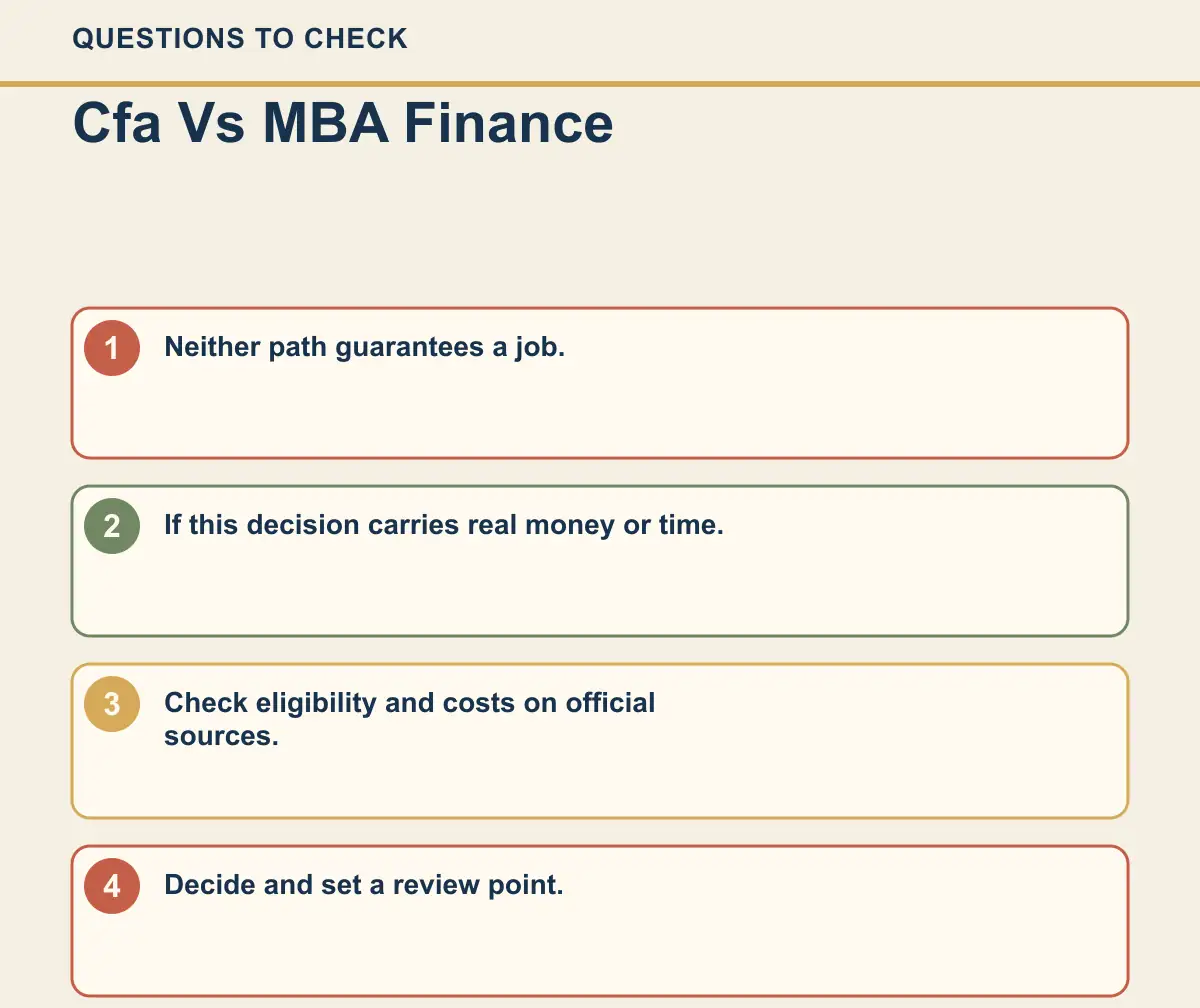 QUESTIONS TO CHECK
Cfa Vs MBA Finance
1 Neither path guarantees a job.
2 If this decision carries real money or time.
3 Check eligibility and costs on official
sources.
4 Decide and set a review point.